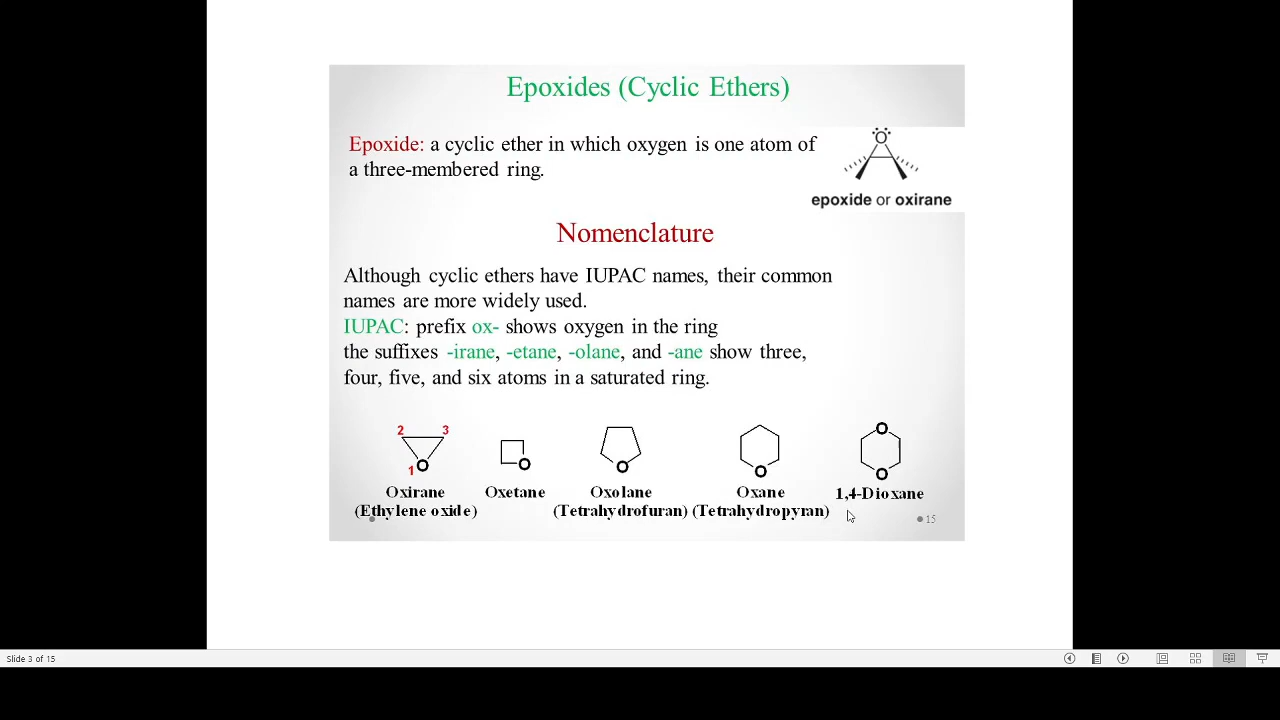 Epoxides (Cyclic Ethers)
Epoxide: a cyclic ether in which oxygen is one atom of
a three-membered ring.
O
epoxide or oxirane
Nomenclature
Although cyclic ethers have IUPAC names, their common
names are more widely used.
IUPAC: prefix ox- shows oxygen in the ring
the suffixes -irane, -etane, -olane, and -ane show three,
four, five, and six atoms in a saturated ring.
2 3
1 O
O
O
O
O
O
Oxirane
(Ethylene oxide)
Oxetane
Oxolane
(Tetrahydrofuran)
Oxane
(Tetrahydropyran)
1,4-Dioxane
15
Slide 3 of 15